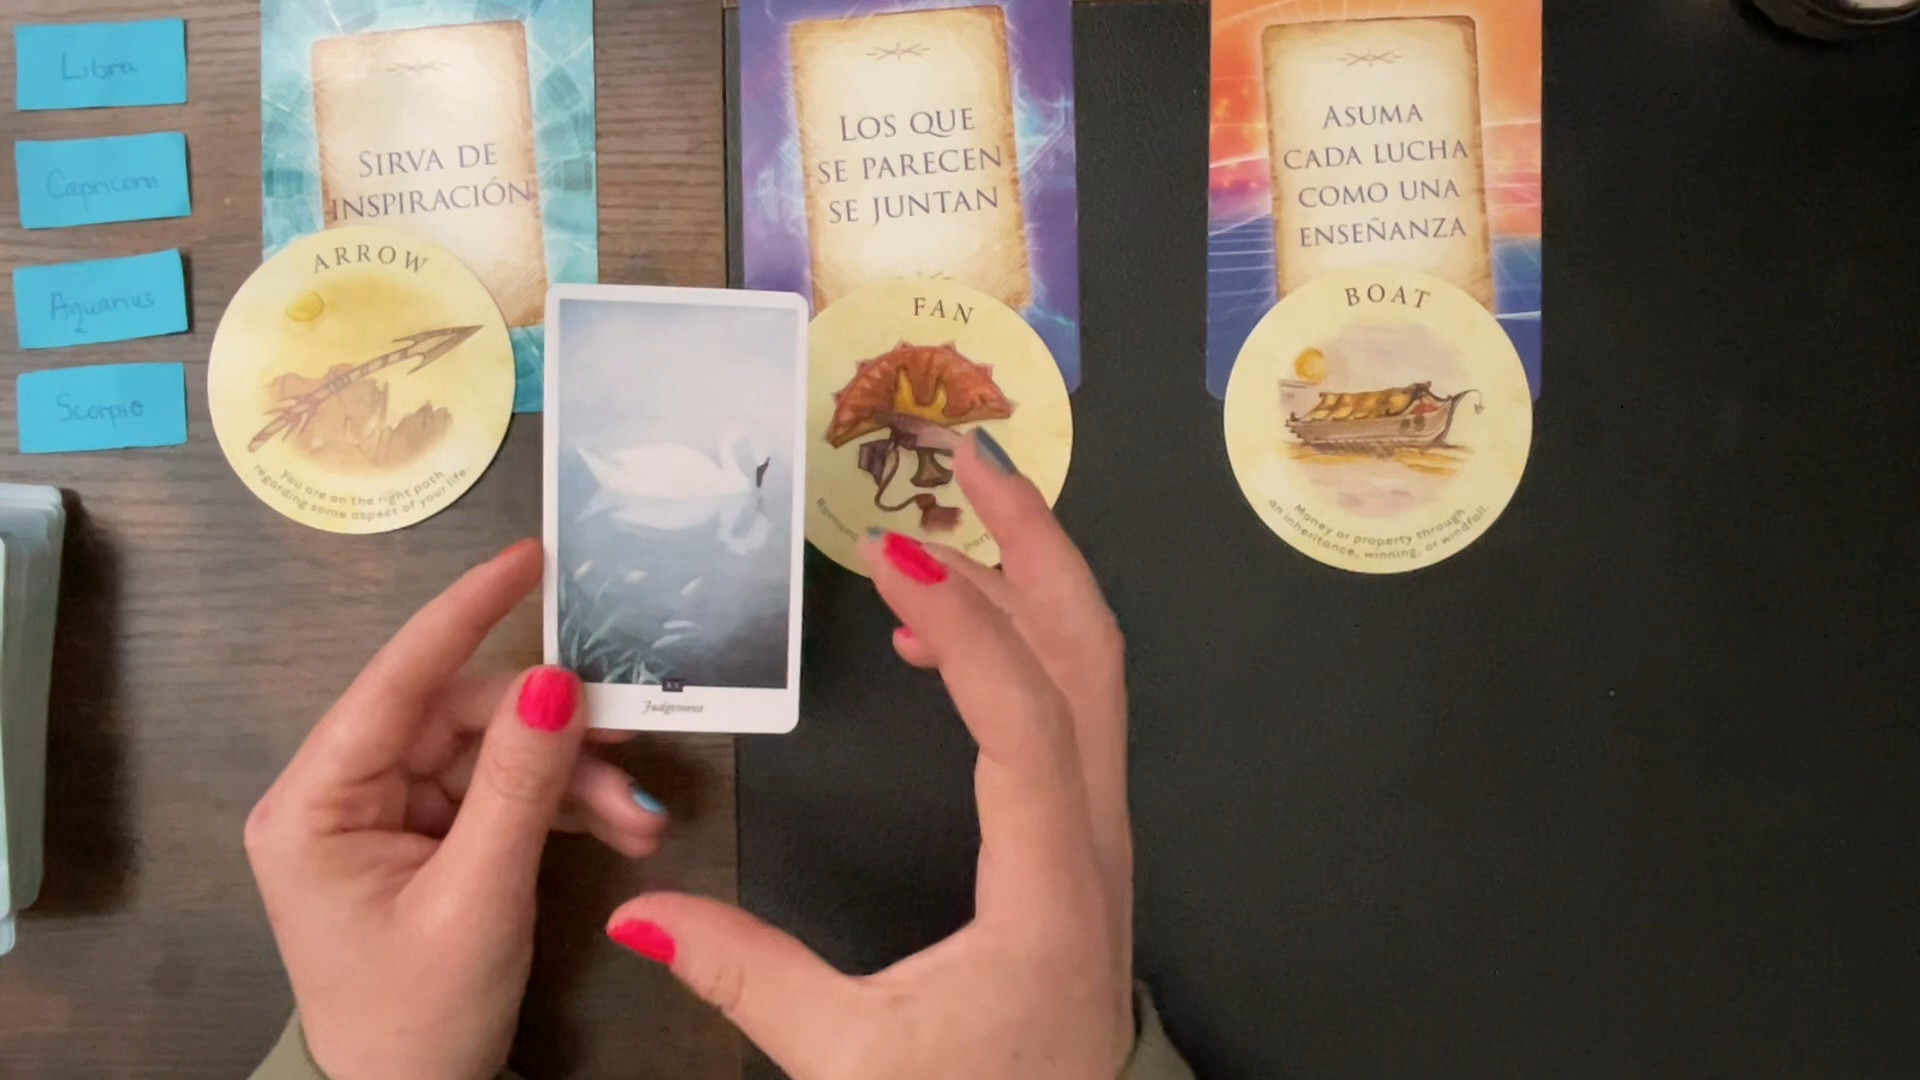 Libra
Capricorn
Aquarius
Scorpio
SIRVA DE
INSPIRACIÓN
ARROW
You are on the right path
regarding some aspect of your life
LOS QUE
SE PARECEN
SE JUNTAN
FAN
ASUMA
CADA LUCHA
COMO UNA
ENSEÑANZA
BOAT
Money or property through
an inheritance, winning, or windfall.
XX
Judgement